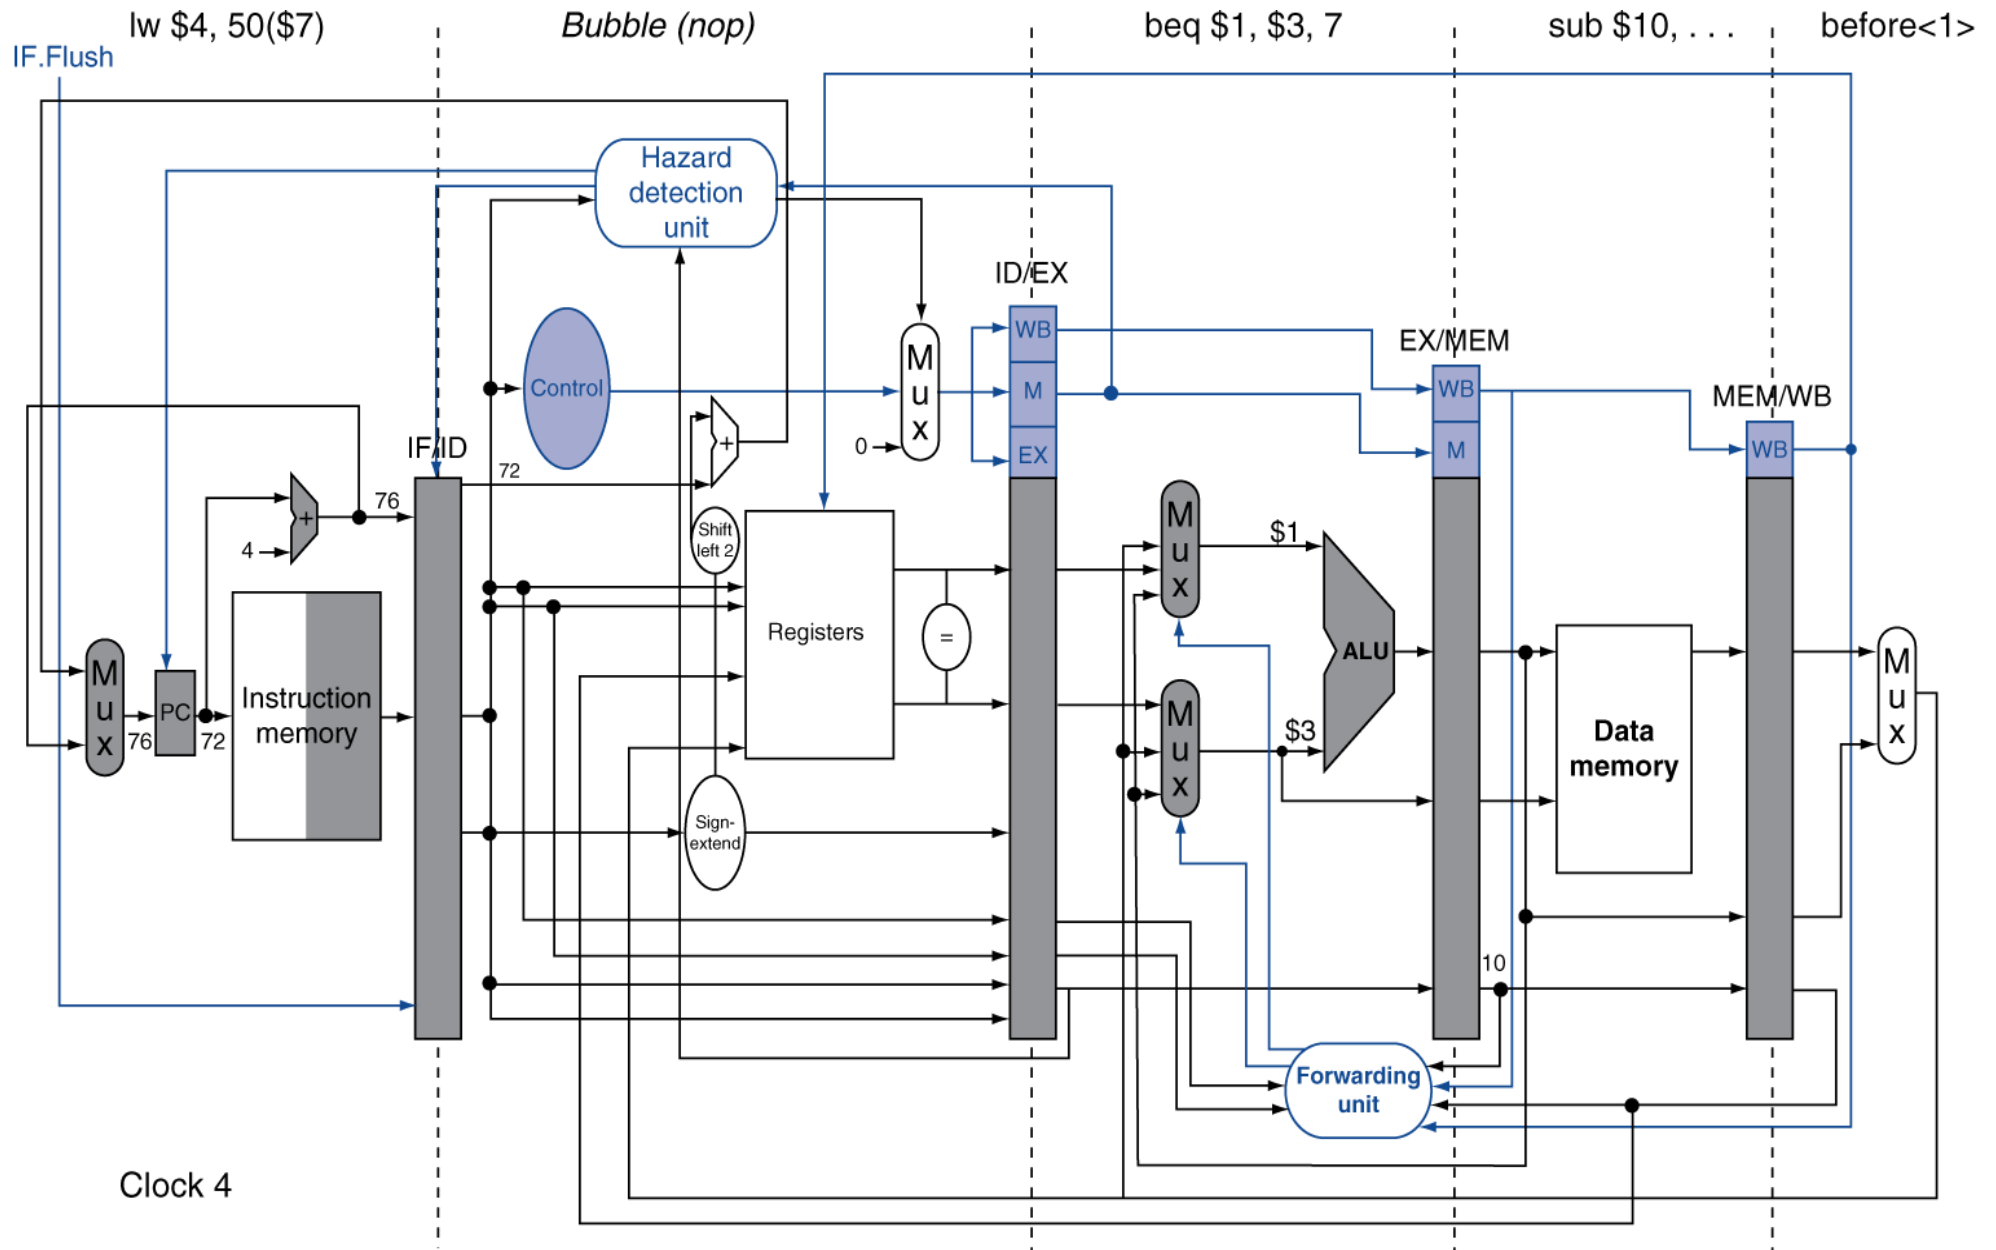 lw $4, 50($7)
Bubble (nop)
beq $1, $3, 7
sub $10, . . .
before<1>
IF.Flush
Hazard
detection
unit
ID/EX
WB
M
EX
EX/MEM
WB
M
MEM/WB
WB
Control
M
u
x
0
IF/ID
72
+
76
+
4
Shift
left 2
M
u
x
$1
Registers
=
ALU
M
u
x
76
PC
72
Instruction
memory
M
u
x
$3
Data
memory
M
u
x
Sign-
extend
10
Forwarding
unit
Clock 4